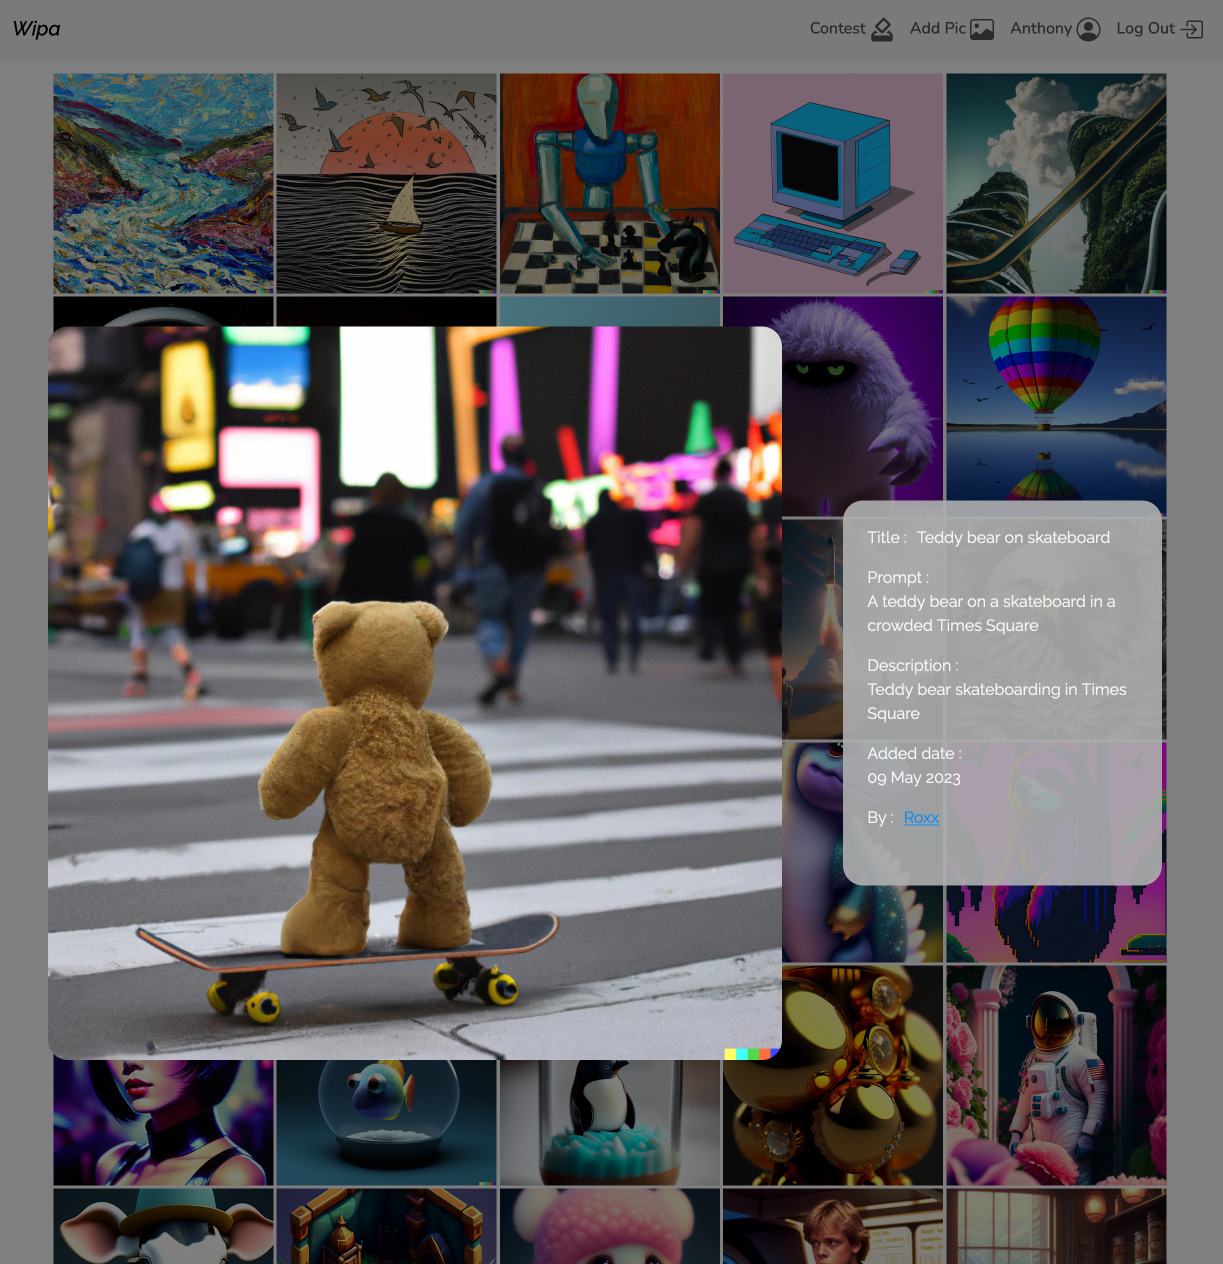 Wipa
Contest
Add Pic
Anthony
Log Out
Title : Teddy bear on skateboard
Prompt :
A teddy bear on a skateboard in a
crowded Times Square
Description :
Teddy bear skateboarding in Times
Square
Added date :
09 May 2023
By : Roxx